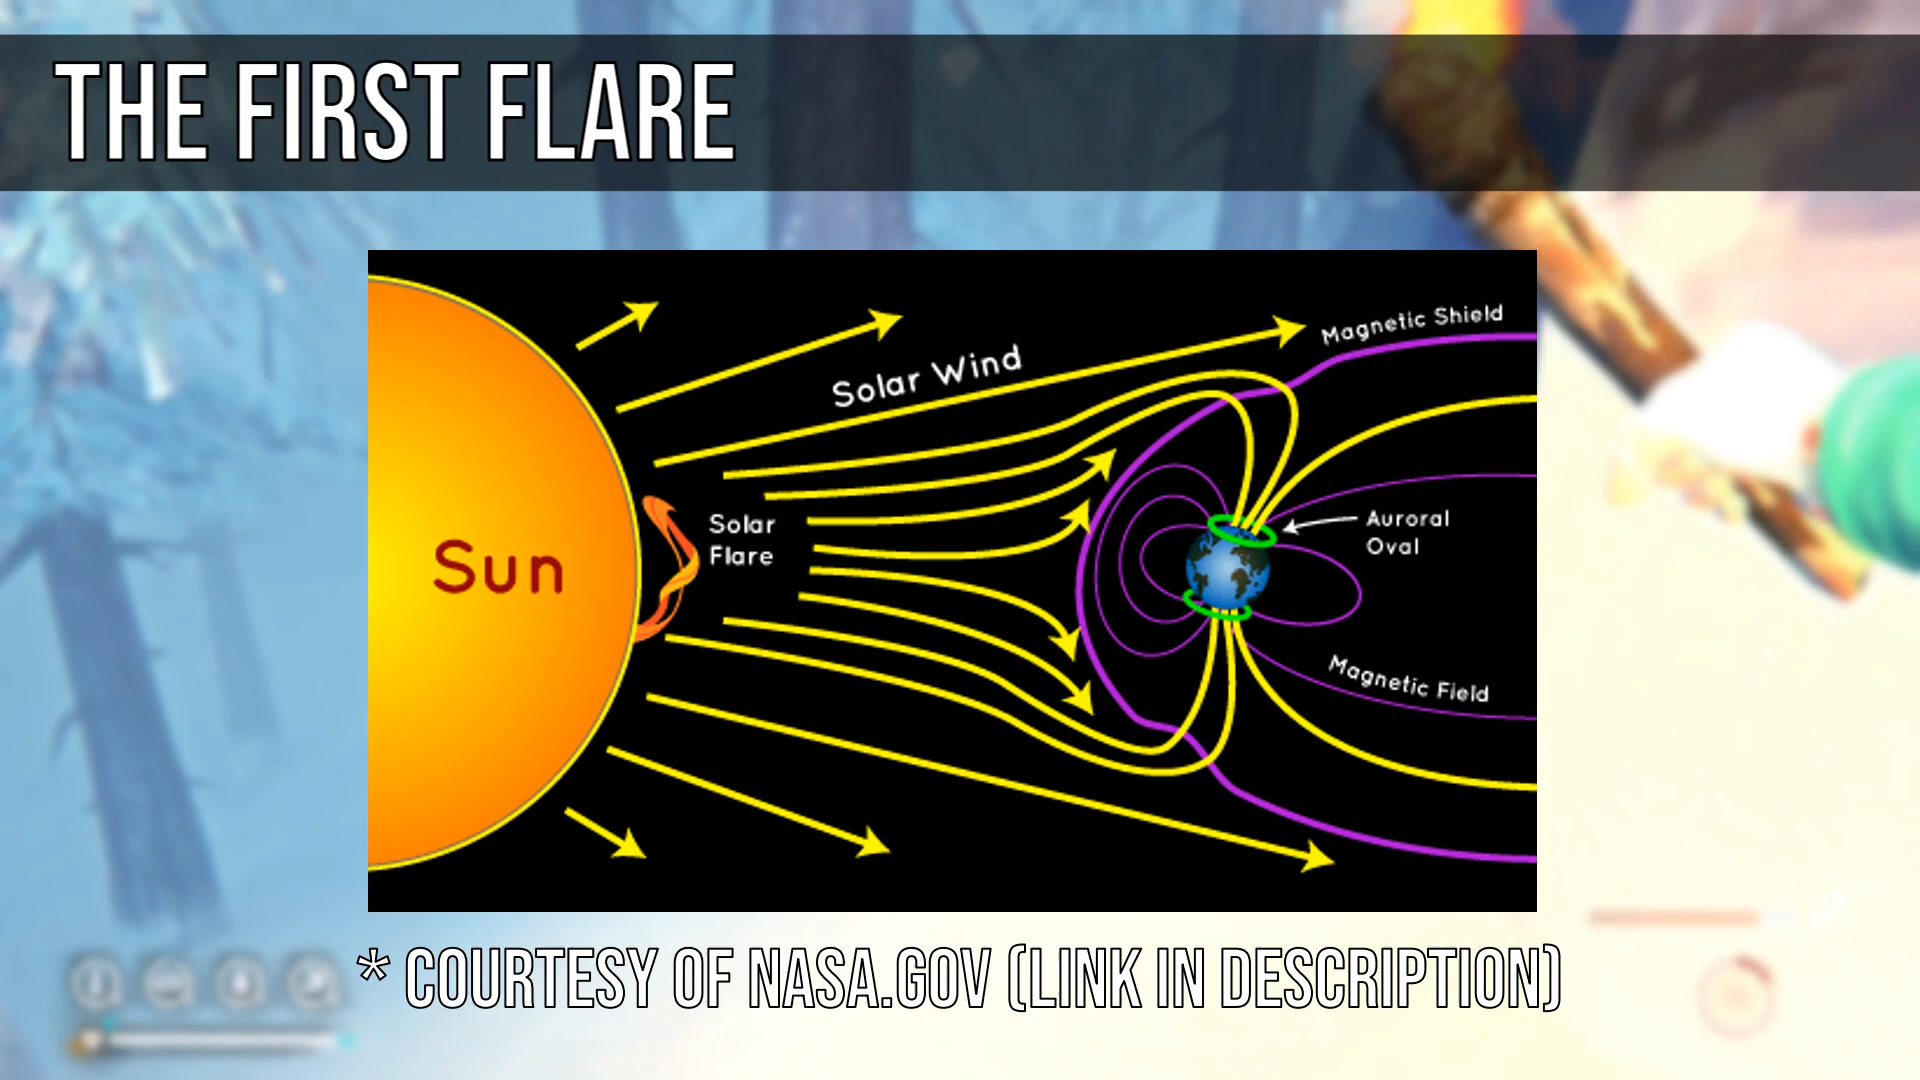 THE FIRST FLARE
Magnetic Shield
Solar Wind
Solar
Flare
Auroral
Oval
Sun
Magnetic Field
* COURTESY OF NASA.GOV (LINK IN DESCRIPTION)